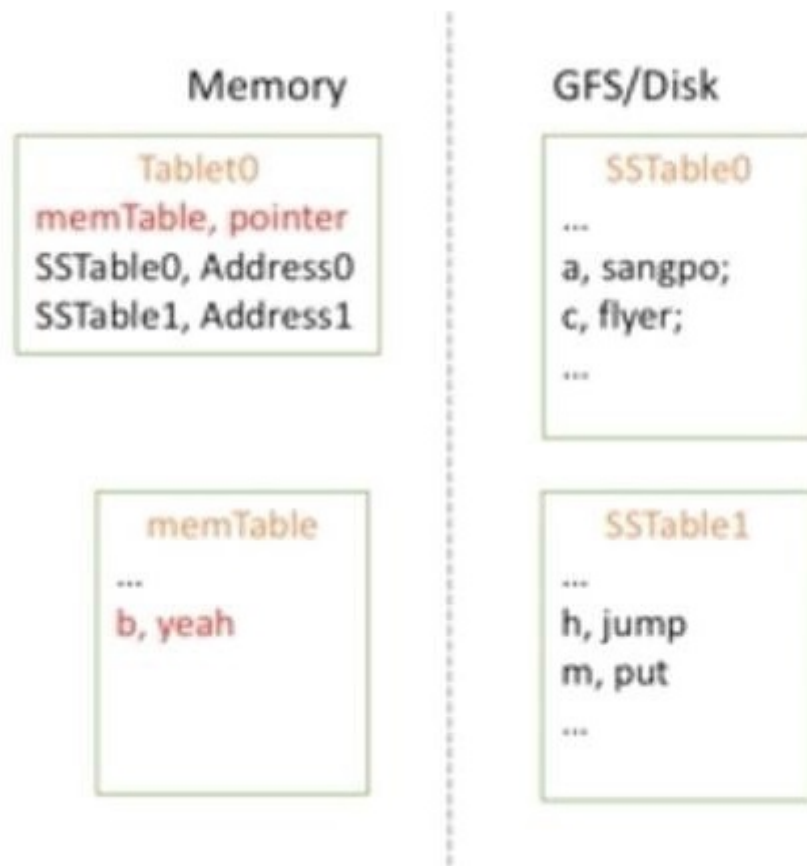 Memory
Tablet0
memTable, pointer
SSTable0, Address0
SSTable1, Address1
memTable
...
b, yeah
GFS/Disk
SSTable0
...
a, sangpo;
c, flyer;
...
SSTable1
...
h, jump
m, put
...